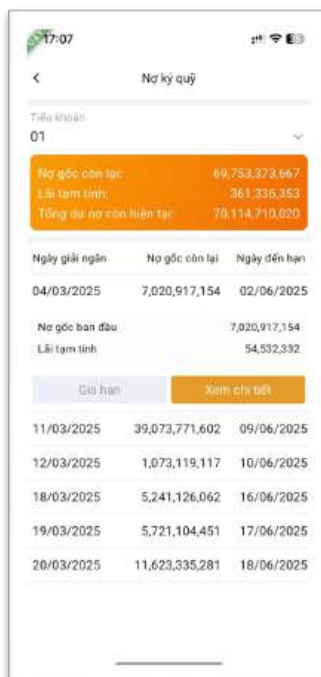 17:07
Nợ ký quỹ
Tiểu khoản
01
Nợ gốc còn lại: 69,753,373,667
Lãi tạm tính: 361,336,353
Tổng dư nợ còn hiện tại: 70,114,710,020
Ngày giải ngân Nợ gốc còn lại Ngày đến hạn
04/03/2025 7,020,917,154 02/06/2025
Nợ gốc ban đầu 7,020,917,154
Lãi tạm tính 54,532,332
Gia hạn Xem chi tiết
11/03/2025 39,073,771,602 09/06/2025
12/03/2025 1,073,119,117 10/06/2025
18/03/2025 5,241,126,062 16/06/2025
19/03/2025 5,721,104,451 17/06/2025
20/03/2025 11,623,335,281 18/06/2025